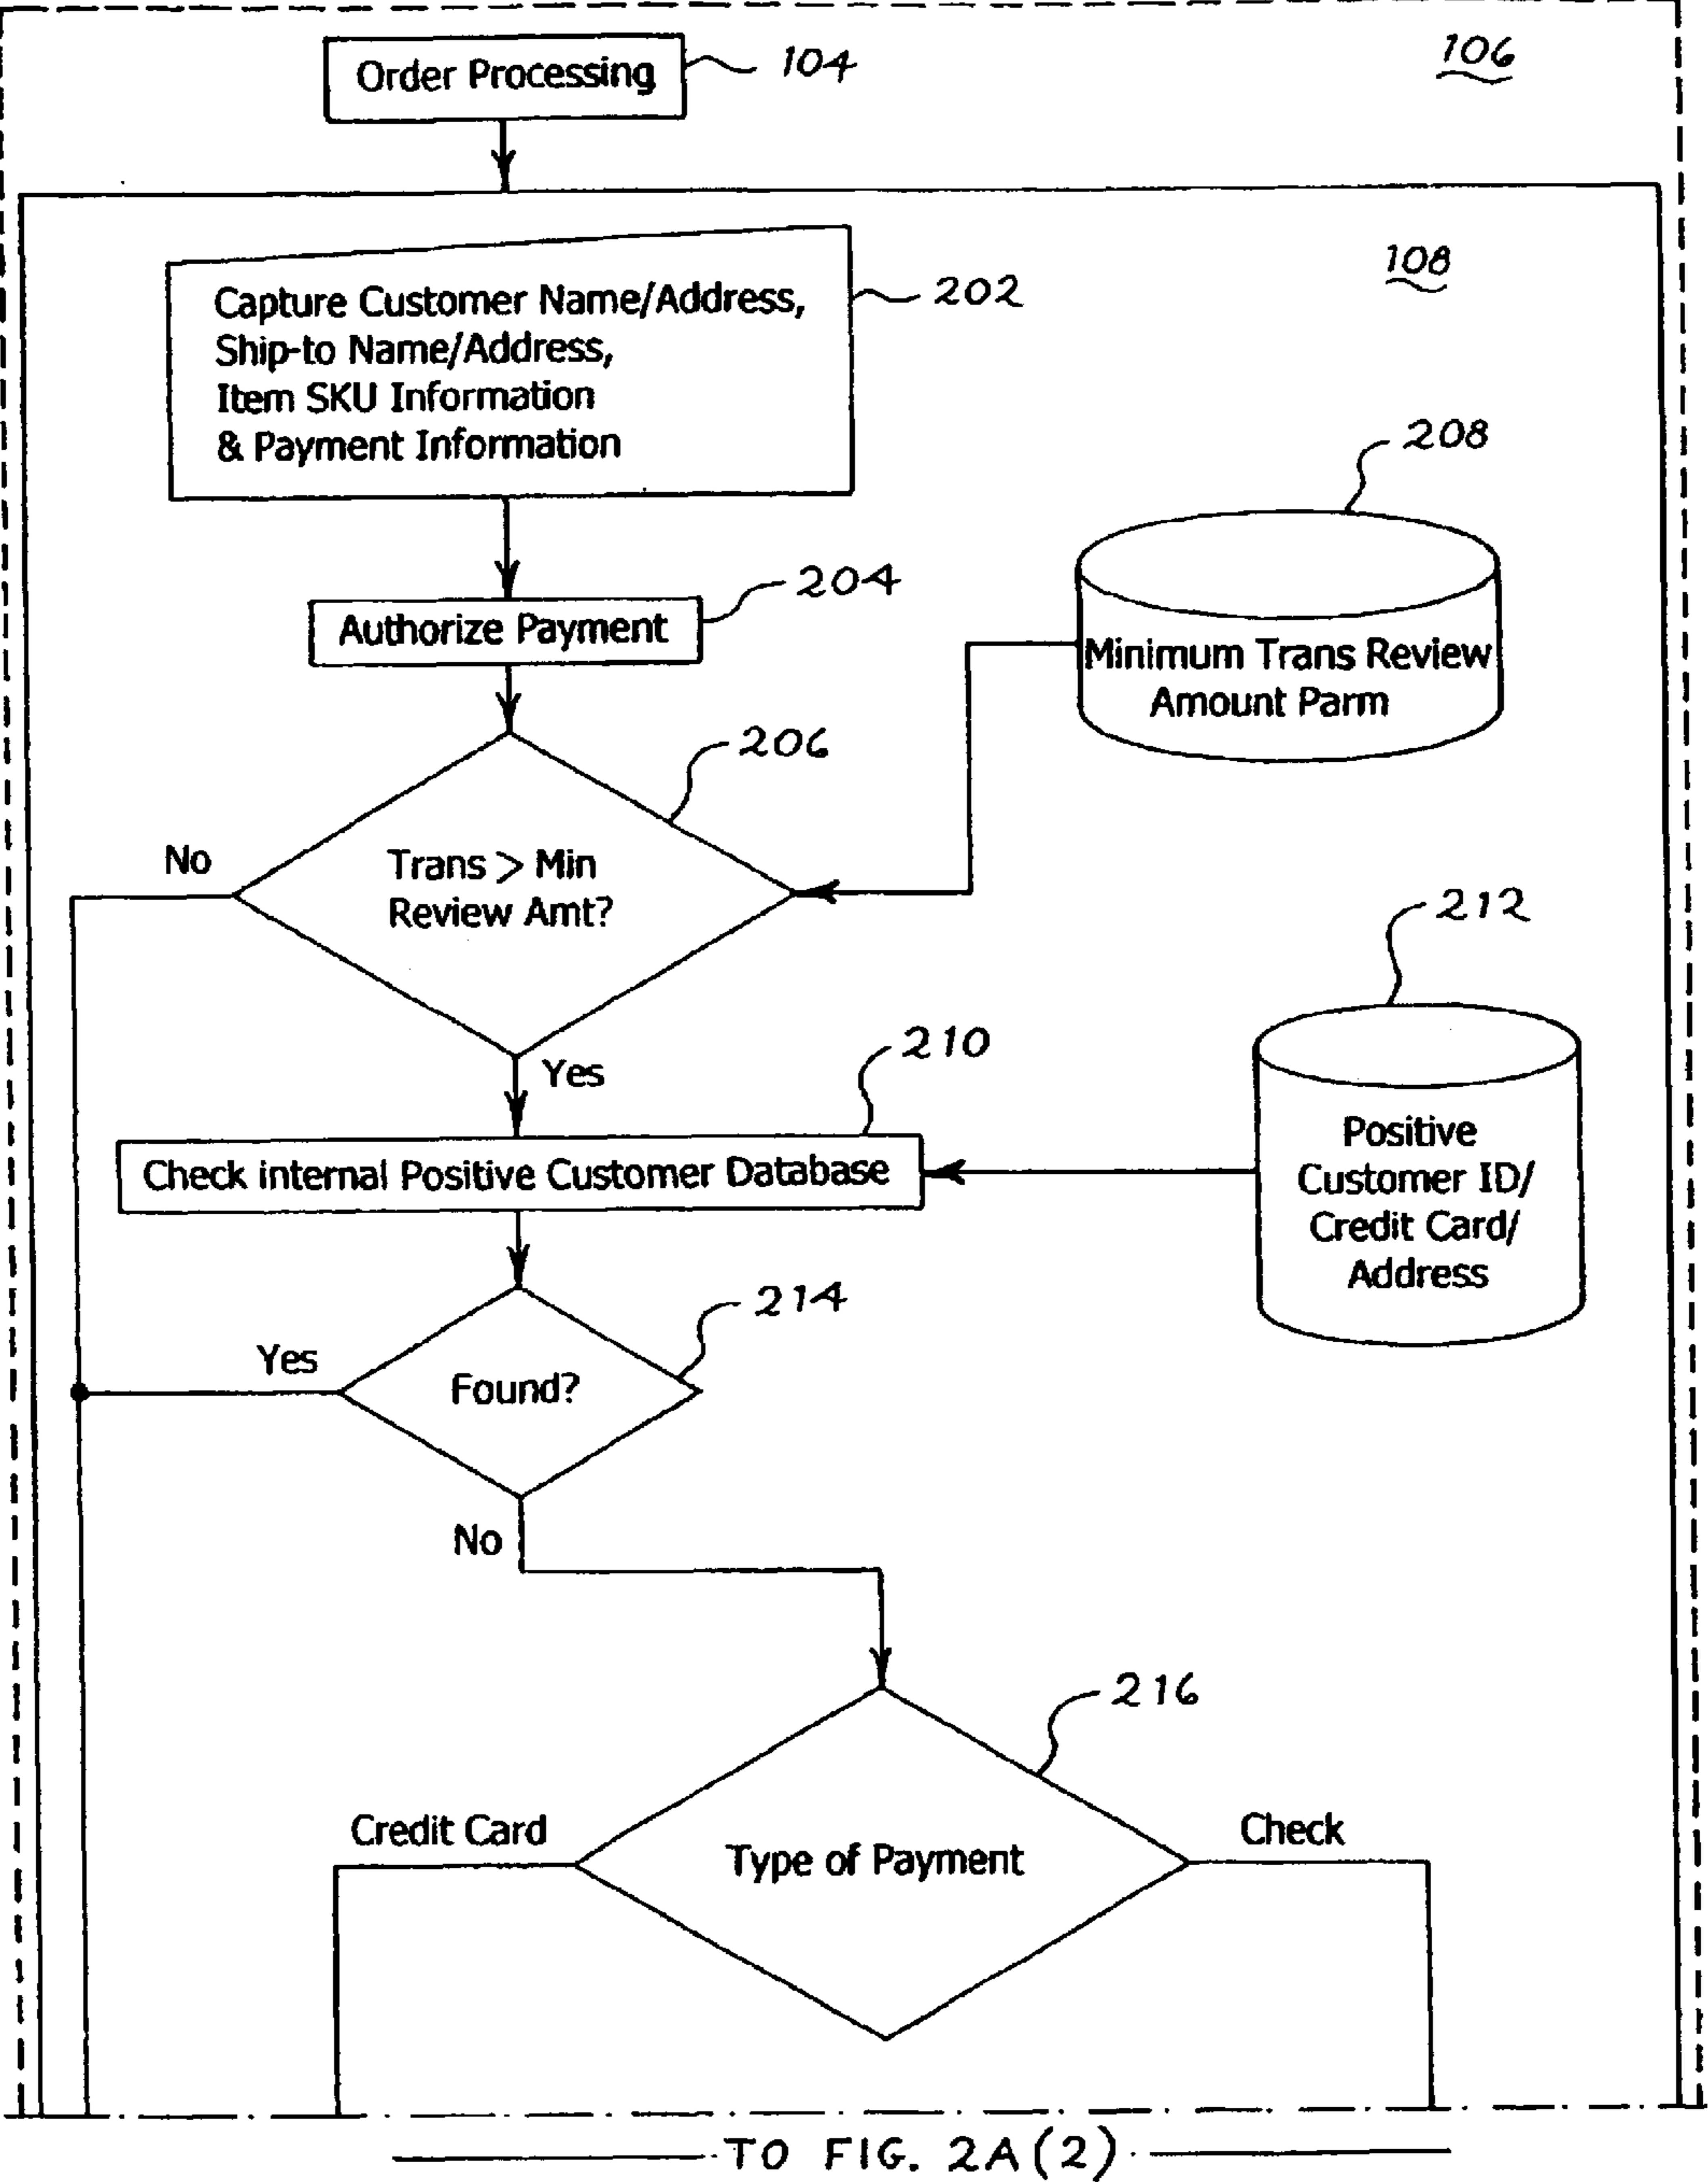 Order Processing
104
106
108
Capture Customer Name/Address,
Ship-to Name/Address,
Item SKU Information
& Payment Information
202
208
Authorize Payment
204
Minimum Trans Review
Amount Parm
206
No
Trans > Min
Review Amt?
212
Yes
210
Check internal Positive Customer Database
Positive
Customer ID/
Credit Card/
Address
214
Yes
Found?
No
216
Credit Card
Type of Payment
Check
TO FIG. 2A(2)